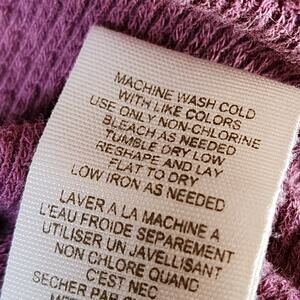 MACHINE WASH COLD
WITH LIKE COLORS
USE ONLY NON-CHLORINE
BLEACH AS NEEDED
TUMBLE DRY LOW
RESHAPE AND LAY
FLAT TO DRY
LOW IRON AS NEEDED
LAVER A LA MACHINE A
L'EAU FROIDE SEPAREMENT
UTILISER UN JAVELLISANT
NON CHLORE QUAND
C'EST NEC
SECHER PAR